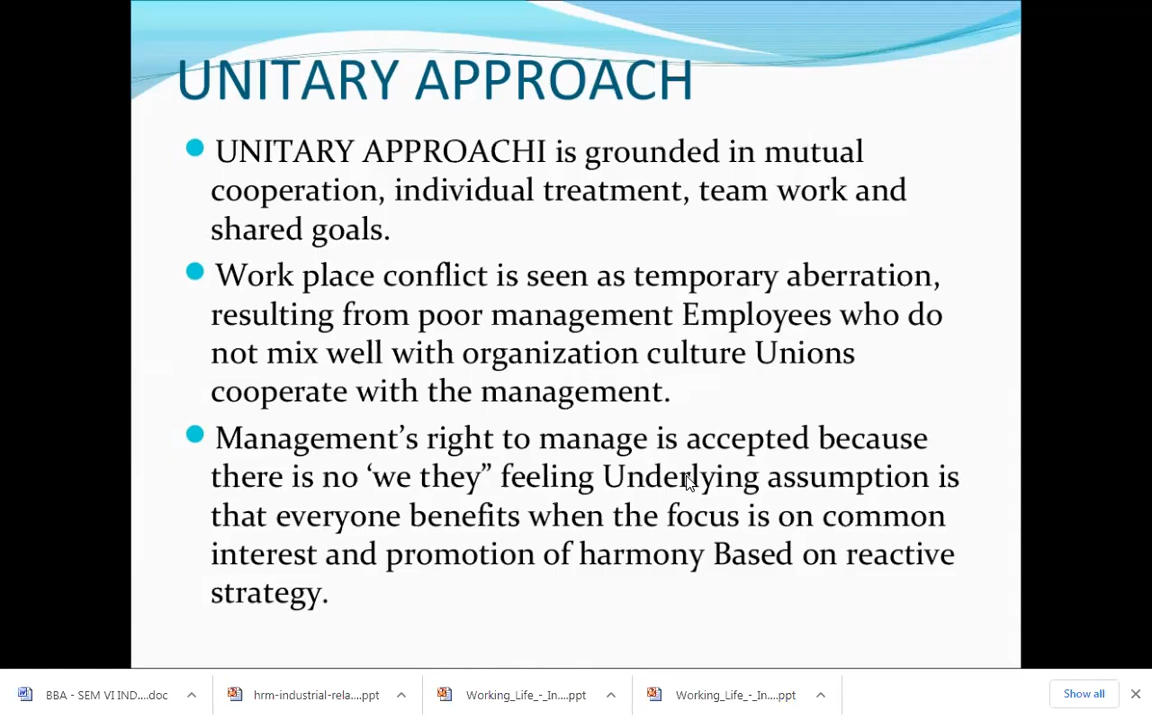 UNITARY APPROACH
UNITARY APPROACHI is grounded in mutual
cooperation, individual treatment, team work and
shared goals.
Work place conflict is seen as temporary aberration,
resulting from poor management Employees who do
not mix well with organization culture Unions
cooperate with the management.
Management’s right to manage is accepted because
there is no ‘we they” feeling Underlying assumption is
that everyone benefits when the focus is on common
interest and promotion of harmony Based on reactive
strategy.
BBA - SEM VI IND....doc
hrm-industrial-rela....ppt
Working_Life_-_In....ppt
Working_Life_-_In....ppt
Show all